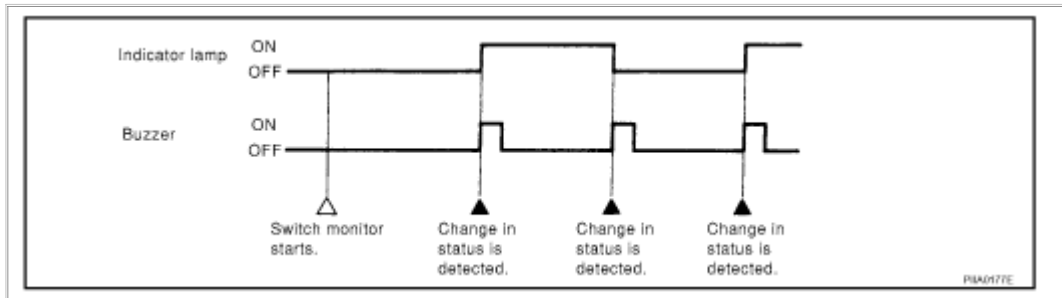 Indicator lamp
ON
OFF
Buzzer
ON
OFF
Switch monitor
starts.
Change in
status is
detected.
Change in
status is
detected.
Change in
status is
detected.
PIIA0177E